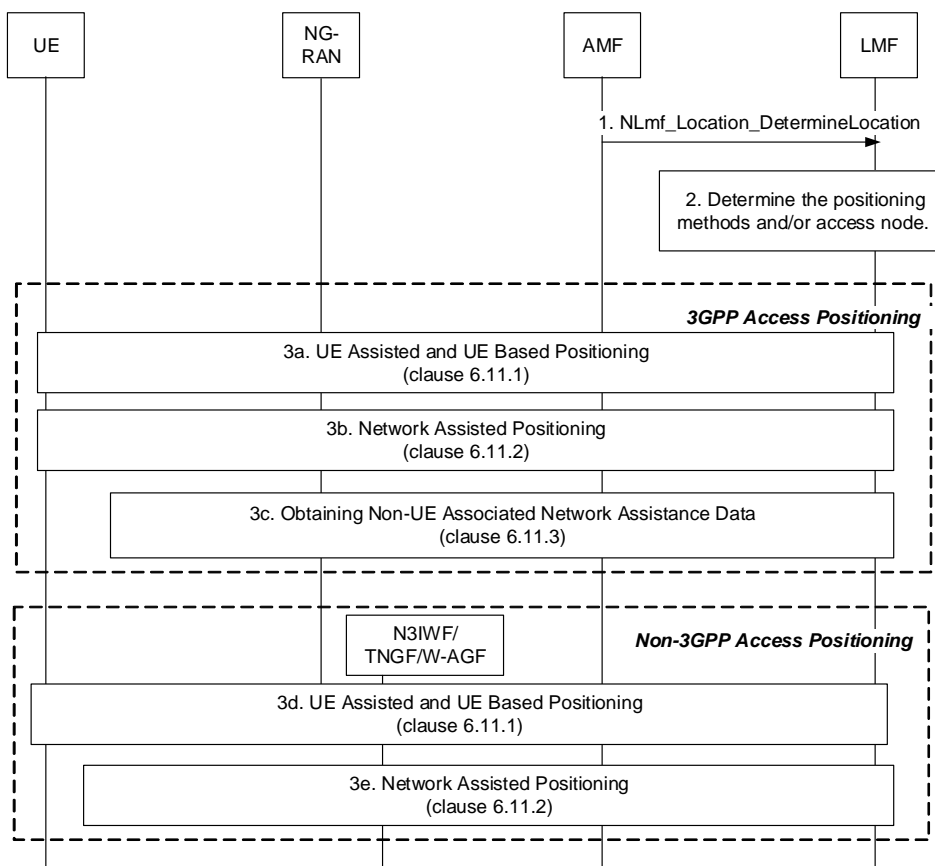 UE
NG-
RAN
AMF
LMF
1. NLmf_Location_DetermineLocation
2. Determine the positioning
methods and/or access node.
3GPP Access Positioning
3a. UE Assisted and UE Based Positioning
(clause 6.11.1)
3b. Network Assisted Positioning
(clause 6.11.2)
3c. Obtaining Non-UE Associated Network Assistance Data
(clause 6.11.3)
N3IWF/
TNGF/W-AGF
Non-3GPP Access Positioning
3d. UE Assisted and UE Based Positioning
(clause 6.11.1)
3e. Network Assisted Positioning
(clause 6.11.2)